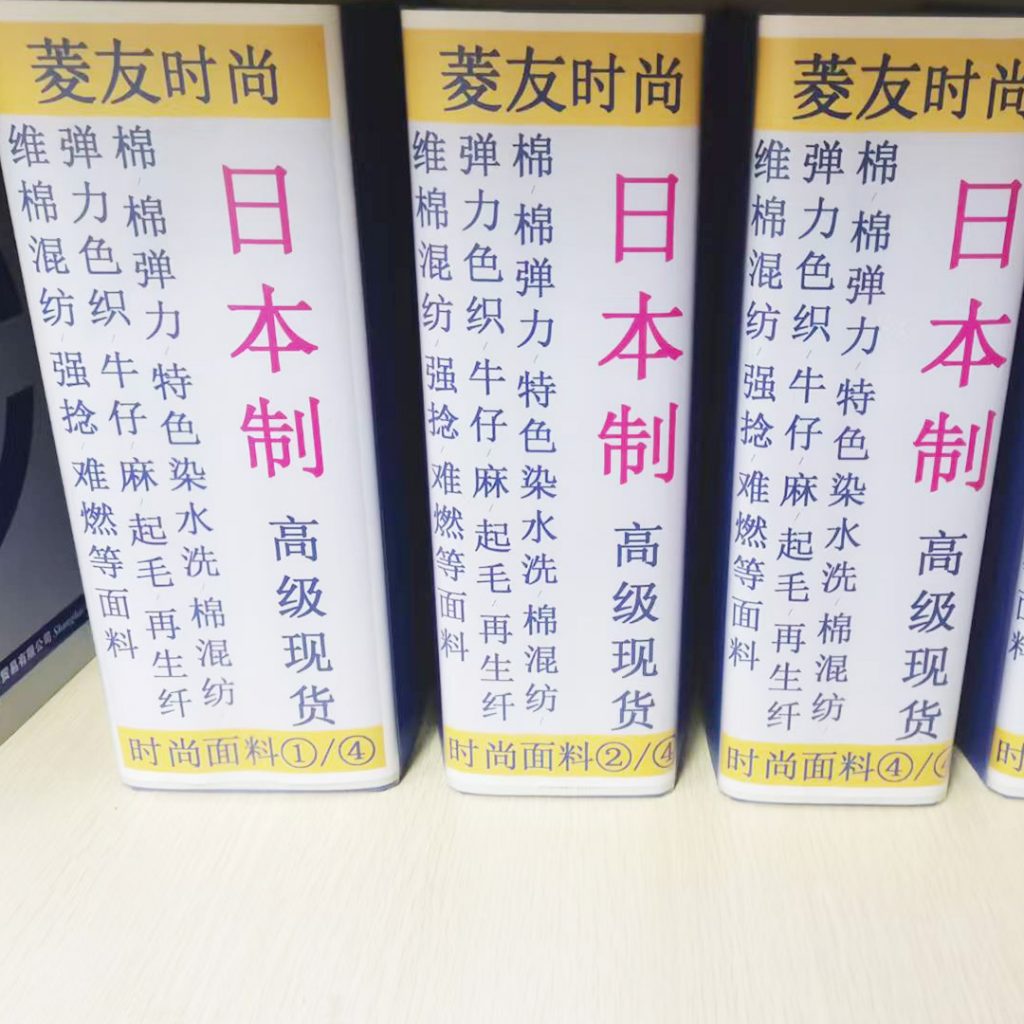 菱友时尚
日本制 高级现货
棉/棉弹力/特色染水洗/棉混纺/
弹力色织/牛仔/麻/起毛/再生纤
维棉混纺/强捻/难燃等面料
时尚面料①/④
菱友时尚
日本制 高级现货
棉/棉弹力/特色染水洗/棉混纺/
弹力色织/牛仔/麻/起毛/再生纤
维棉混纺/强捻/难燃等面料
时尚面料②/④
菱友时尚
日本制 高级现货
棉/棉弹力/特色染水洗/棉混纺/
弹力色织/牛仔/麻/起毛/再生纤
维棉混纺/强捻/难燃等面料
时尚面料④/④
贸易有限公司 Shanghai